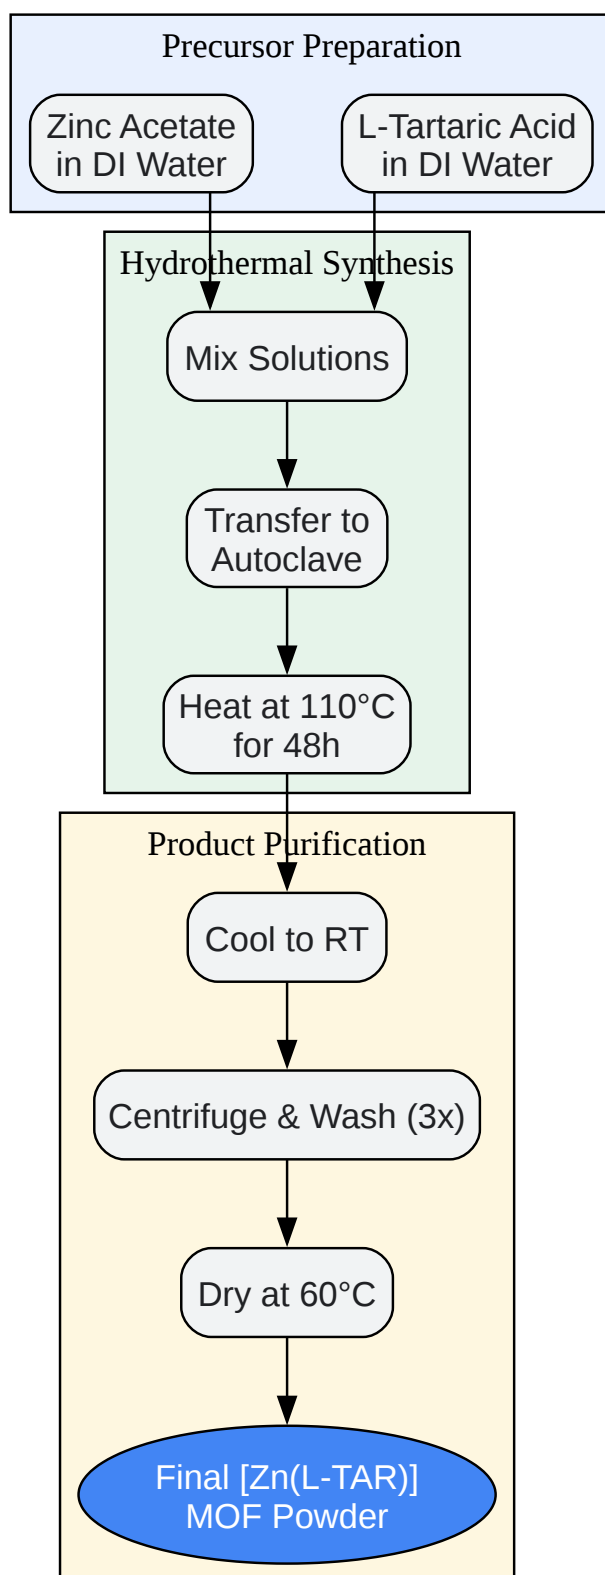 Precursor Preparation
Zinc Acetate
in DI Water
L-Tartaric Acid
in DI Water
Hydrothermal Synthesis
Mix Solutions
Transfer to
Autoclave
Heat at 110°C
for 48h
Product Purification
Cool to RT
Centrifuge & Wash (3x)
Dry at 60°C
Final [Zn(L-TAR)]
MOF Powder